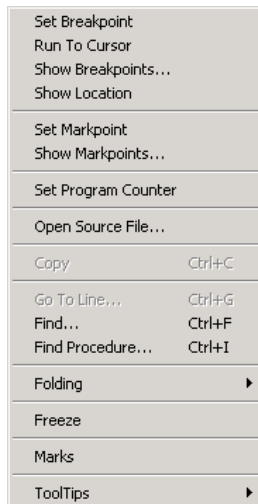 Set Breakpoint
Run To Cursor
Show Breakpoints...
Show Location
Set Markpoint
Show Markpoints...
Set Program Counter
Open Source File...
Copy Ctrl+C
Go To Line... Ctrl+G
Find... Ctrl+F
Find Procedure... Ctrl+I
Folding
Freeze
Marks
ToolTips